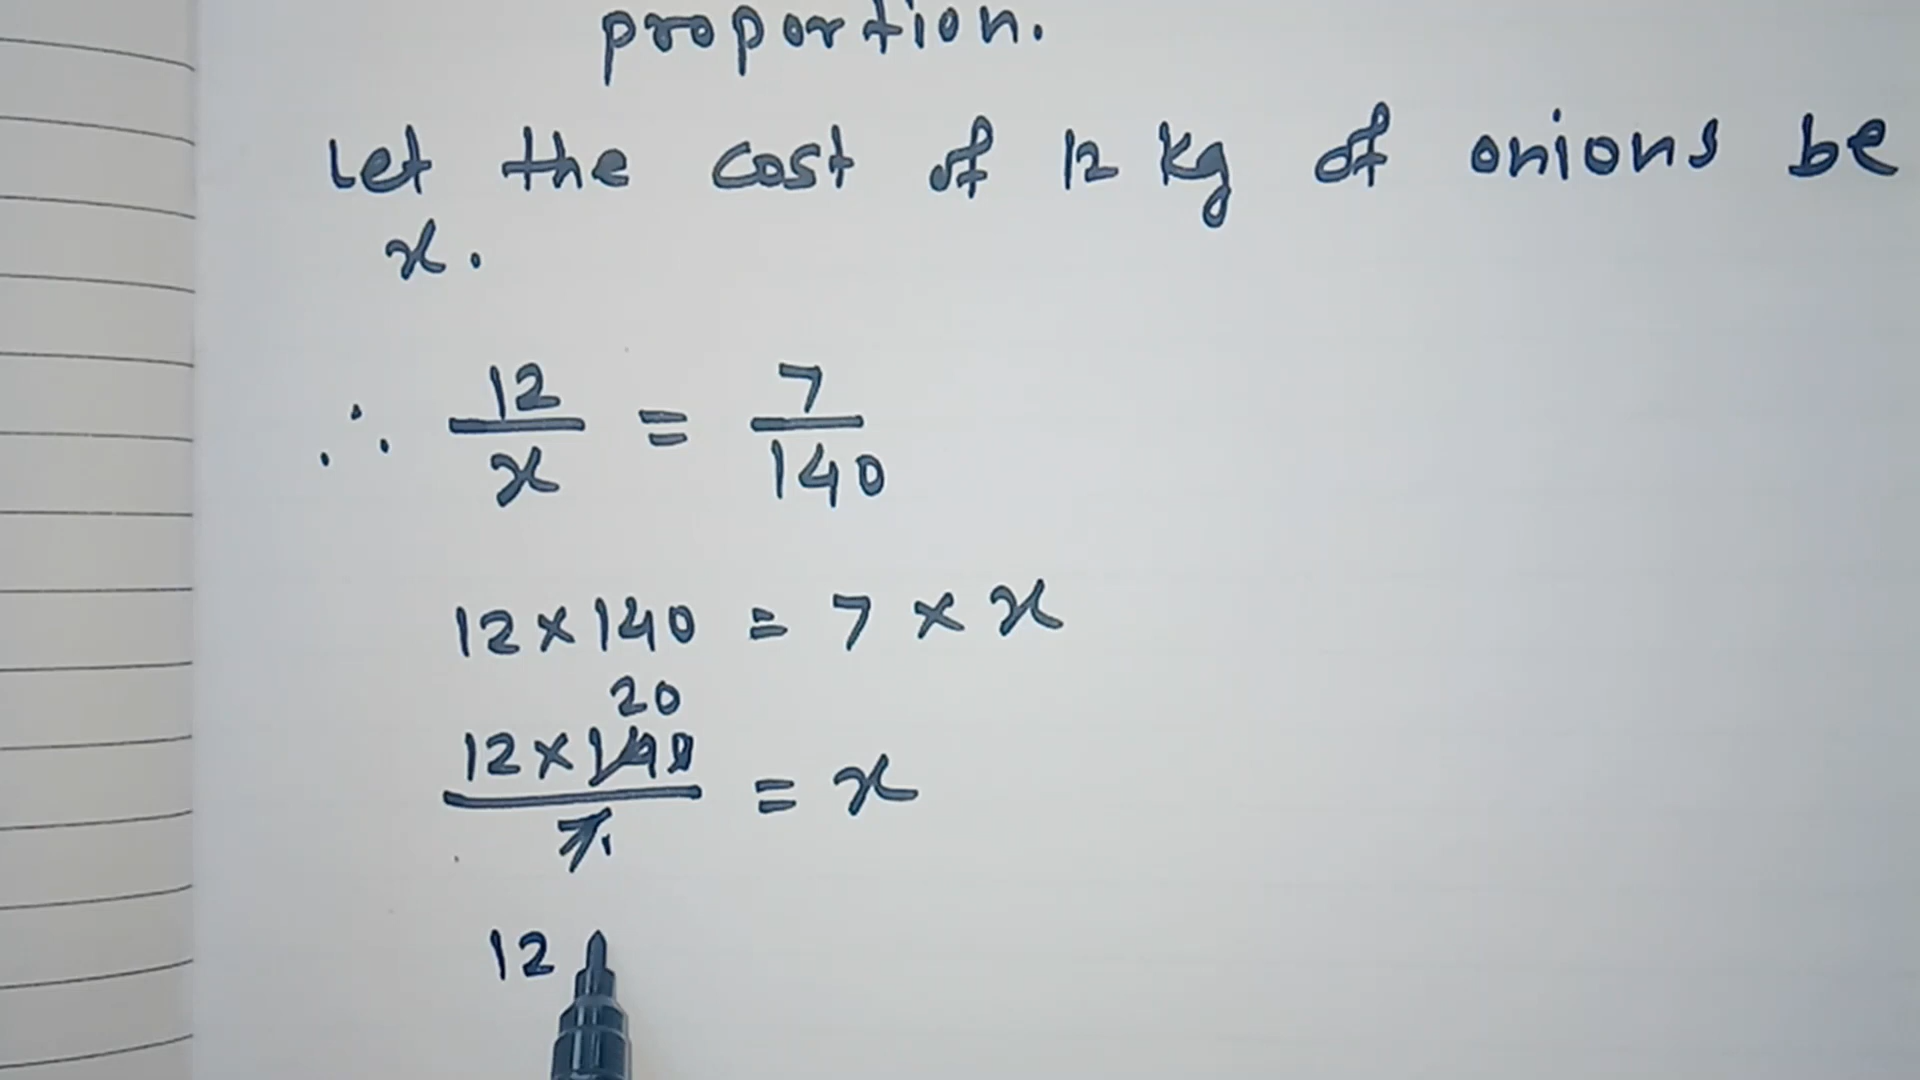 proportion.
Let the cost of 12 kg of onions be
x.
∴ 12/x = 7/140
12 × 140 = 7 × x
20
12 × 140/7 = x
12